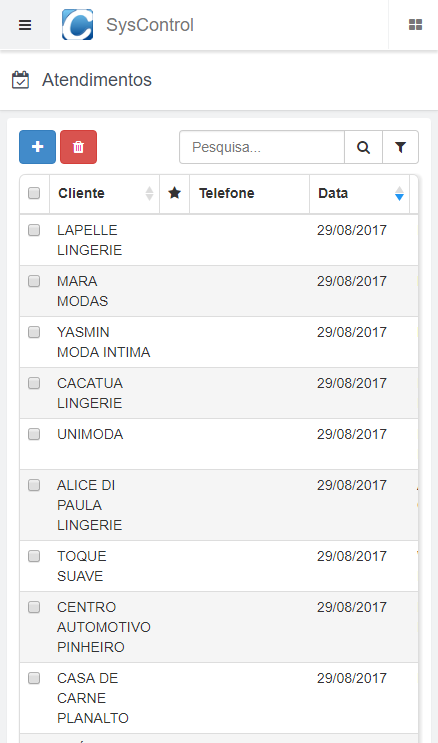 SysControl
Atendimentos
Pesquisa...
Cliente Telefone Data
LAPELLE 29/08/2017
LINGERIE
MARA 29/08/2017
MODAS
YASMIN 29/08/2017
MODA INTIMA
CACATUA 29/08/2017
LINGERIE
UNIMODA 29/08/2017
ALICE DI 29/08/2017
PAULA
LINGERIE
TOQUE 29/08/2017
SUAVE
CENTRO 29/08/2017
AUTOMOTIVO
PINHEIRO
CASA DE 29/08/2017
CARNE
PLANALTO